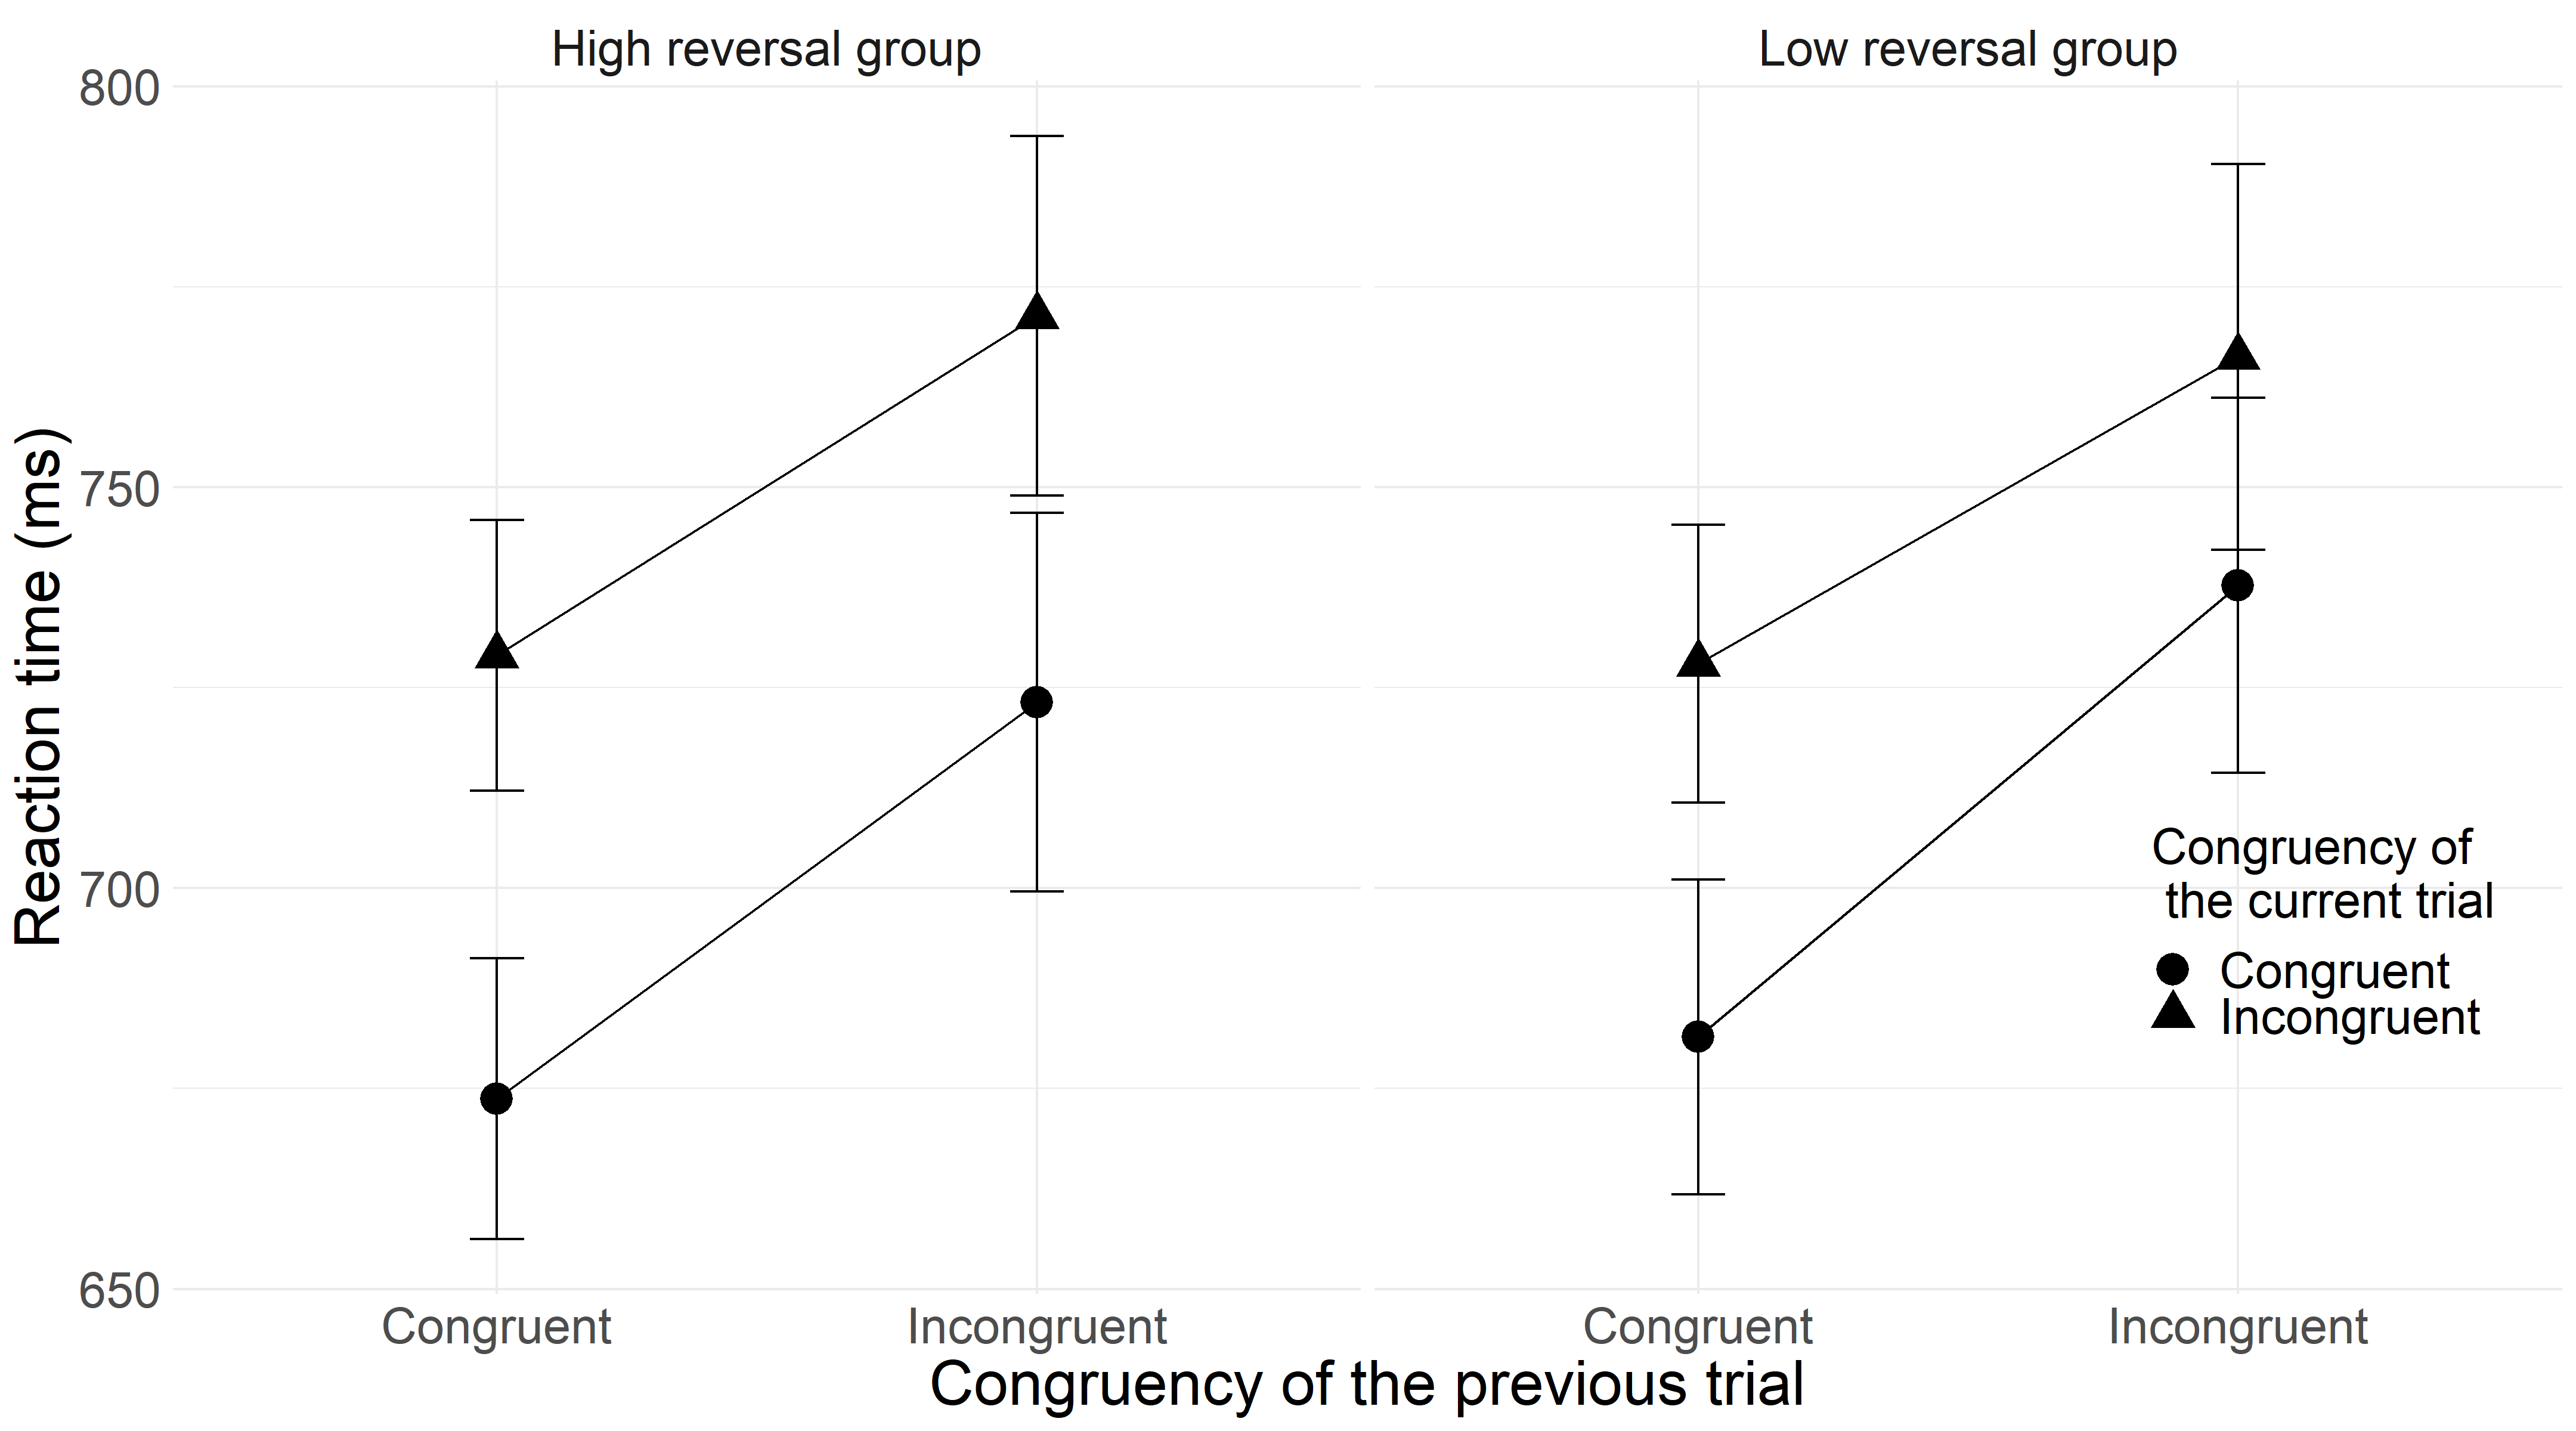 High reversal group
Low reversal group
800
750
700
650
Reaction time (ms)
Congruency of
the current trial
Congruent
Incongruent
Congruent
Incongruent
Congruent
Incongruent
Congruency of the previous trial